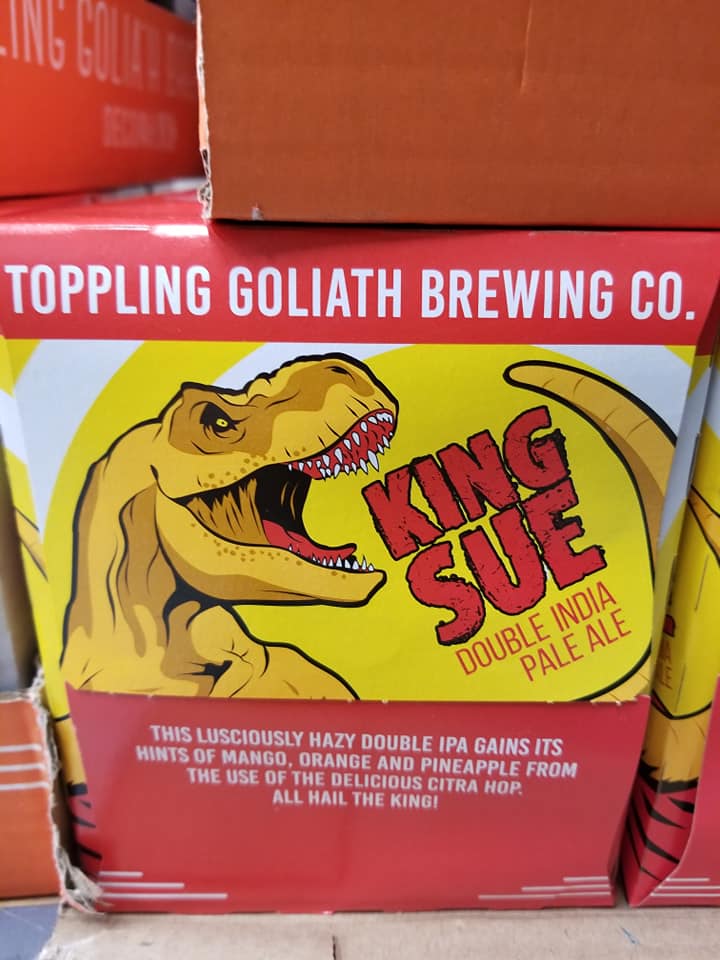 GOLIATH
TOPPLING GOLIATH BREWING CO.
KING
SUE
DOUBLE INDIA
PALE ALE
THIS LUSCIOUSLY HAZY DOUBLE IPA GAINS ITS
HINTS OF MANGO, ORANGE AND PINEAPPLE FROM
THE USE OF THE DELICIOUS CITRA HOP.
ALL HAIL THE KING!